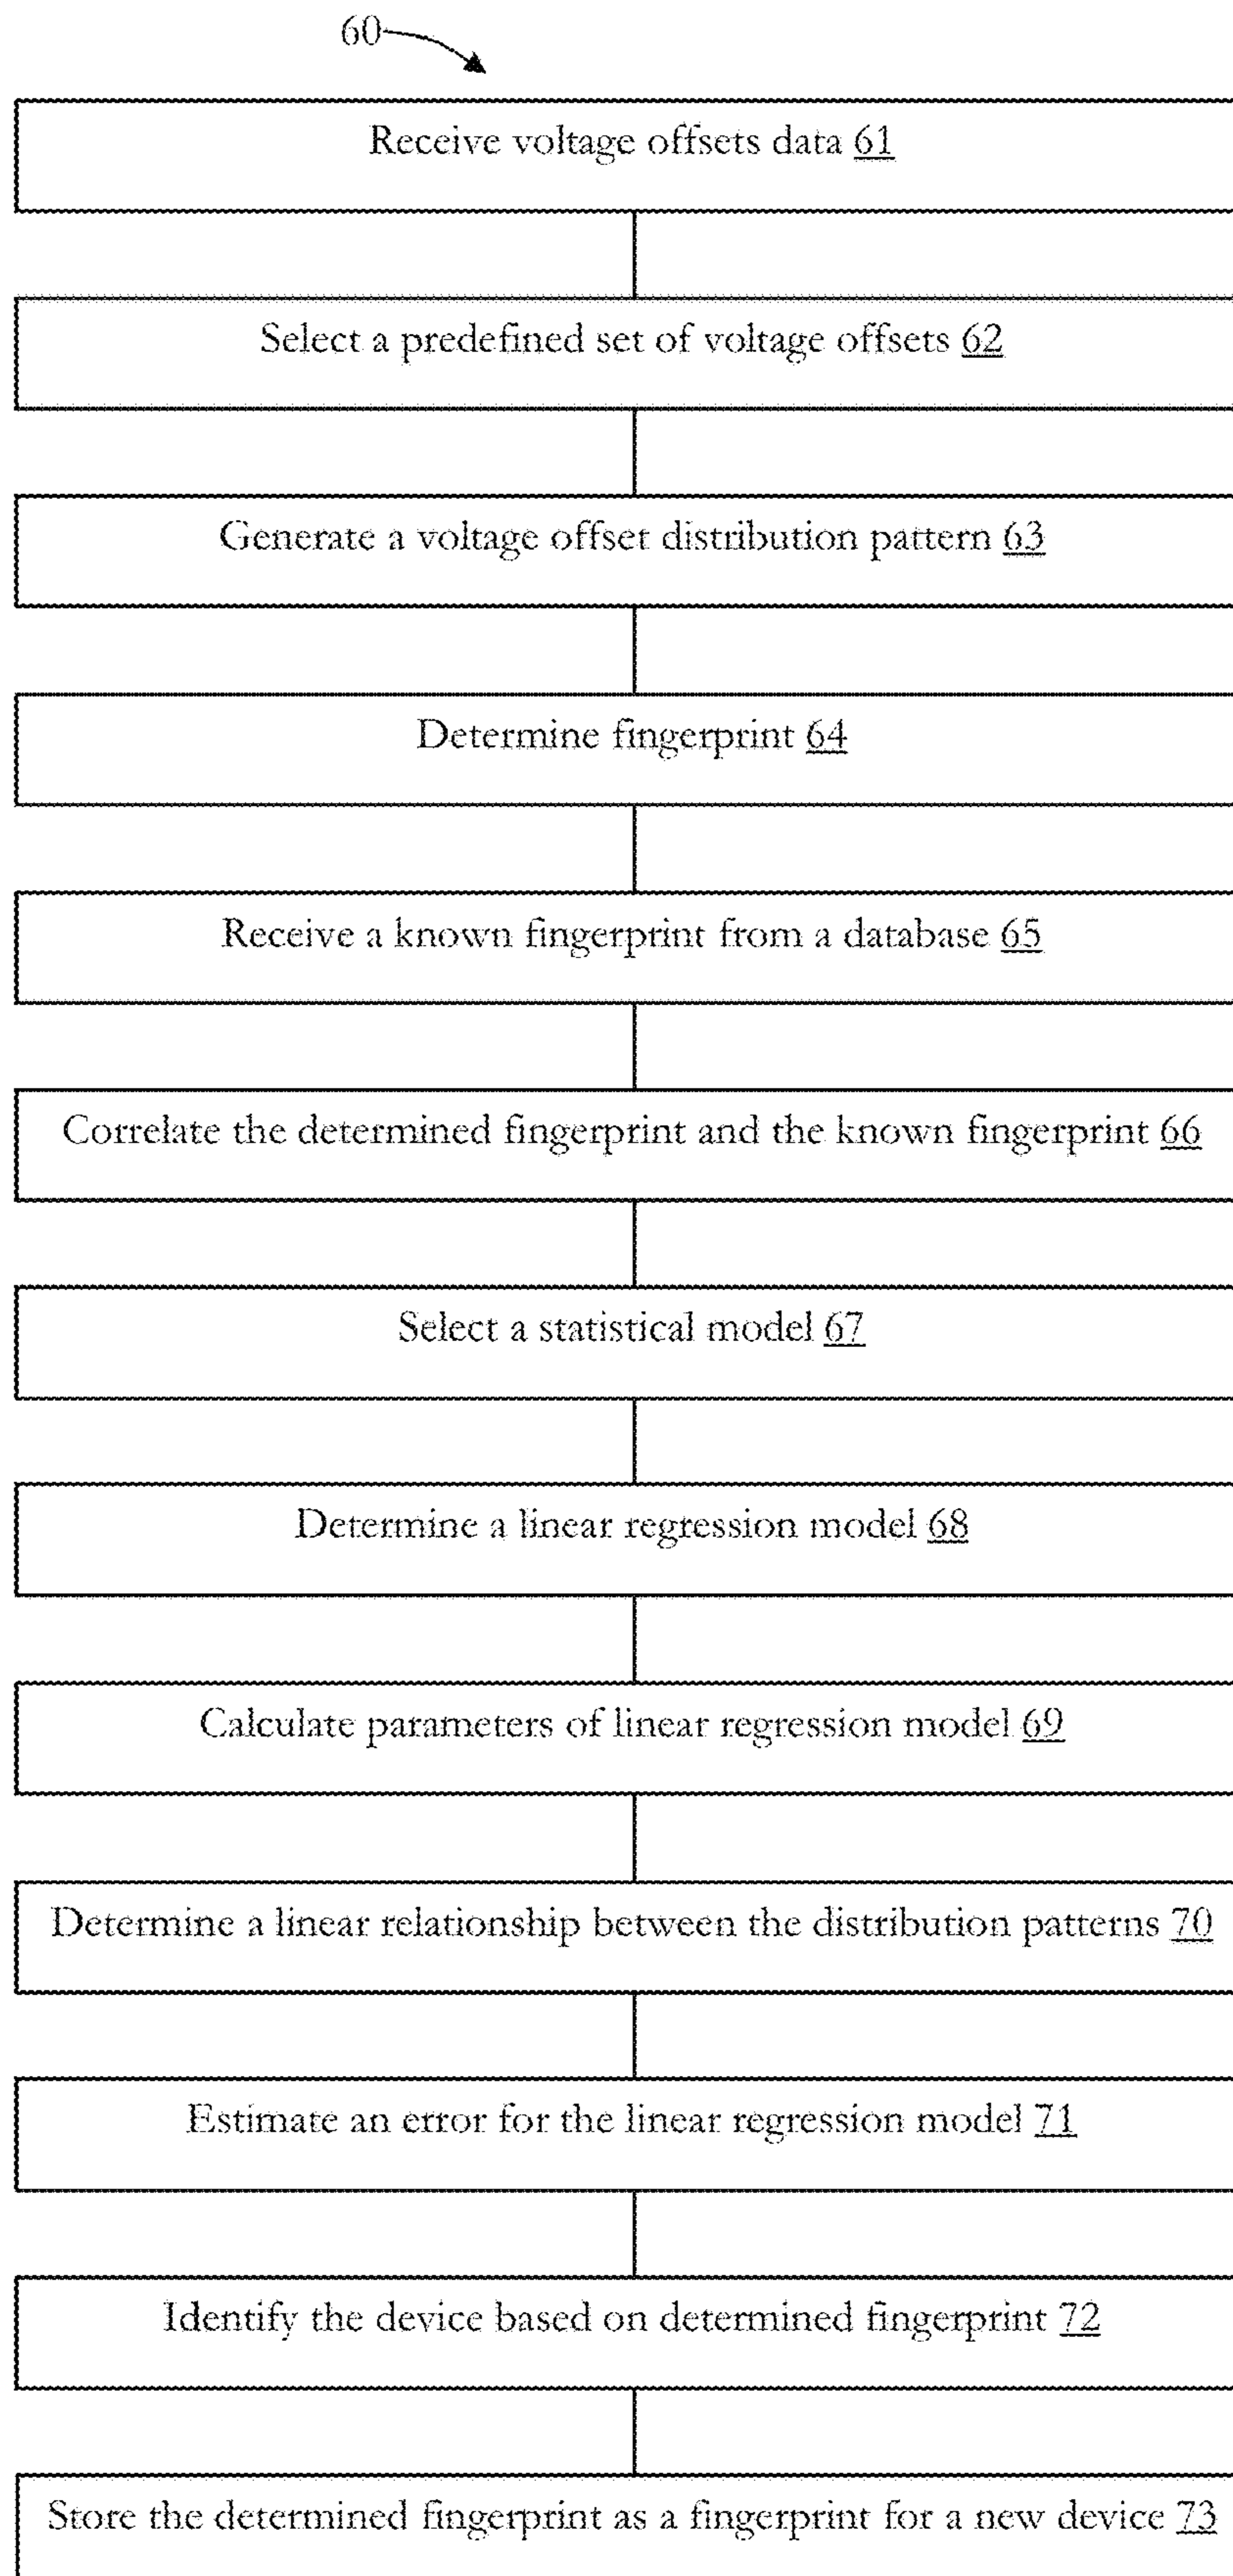 60
Receive voltage offsets data 61
Select a predefined set of voltage offsets 62
Generate a voltage offset distribution pattern 63
Determine fingerprint 64
Receive a known fingerprint from a database 65
Correlate the determined fingerprint and the known fingerprint 66
Select a statistical model 67
Determine a linear regression model 68
Calculate parameters of linear regression model 69
Determine a linear relationship between the distribution patterns 70
Estimate an error for the linear regression model 71
Identify the device based on determined fingerprint 72
Store the determined fingerprint as a fingerprint for a new device 73